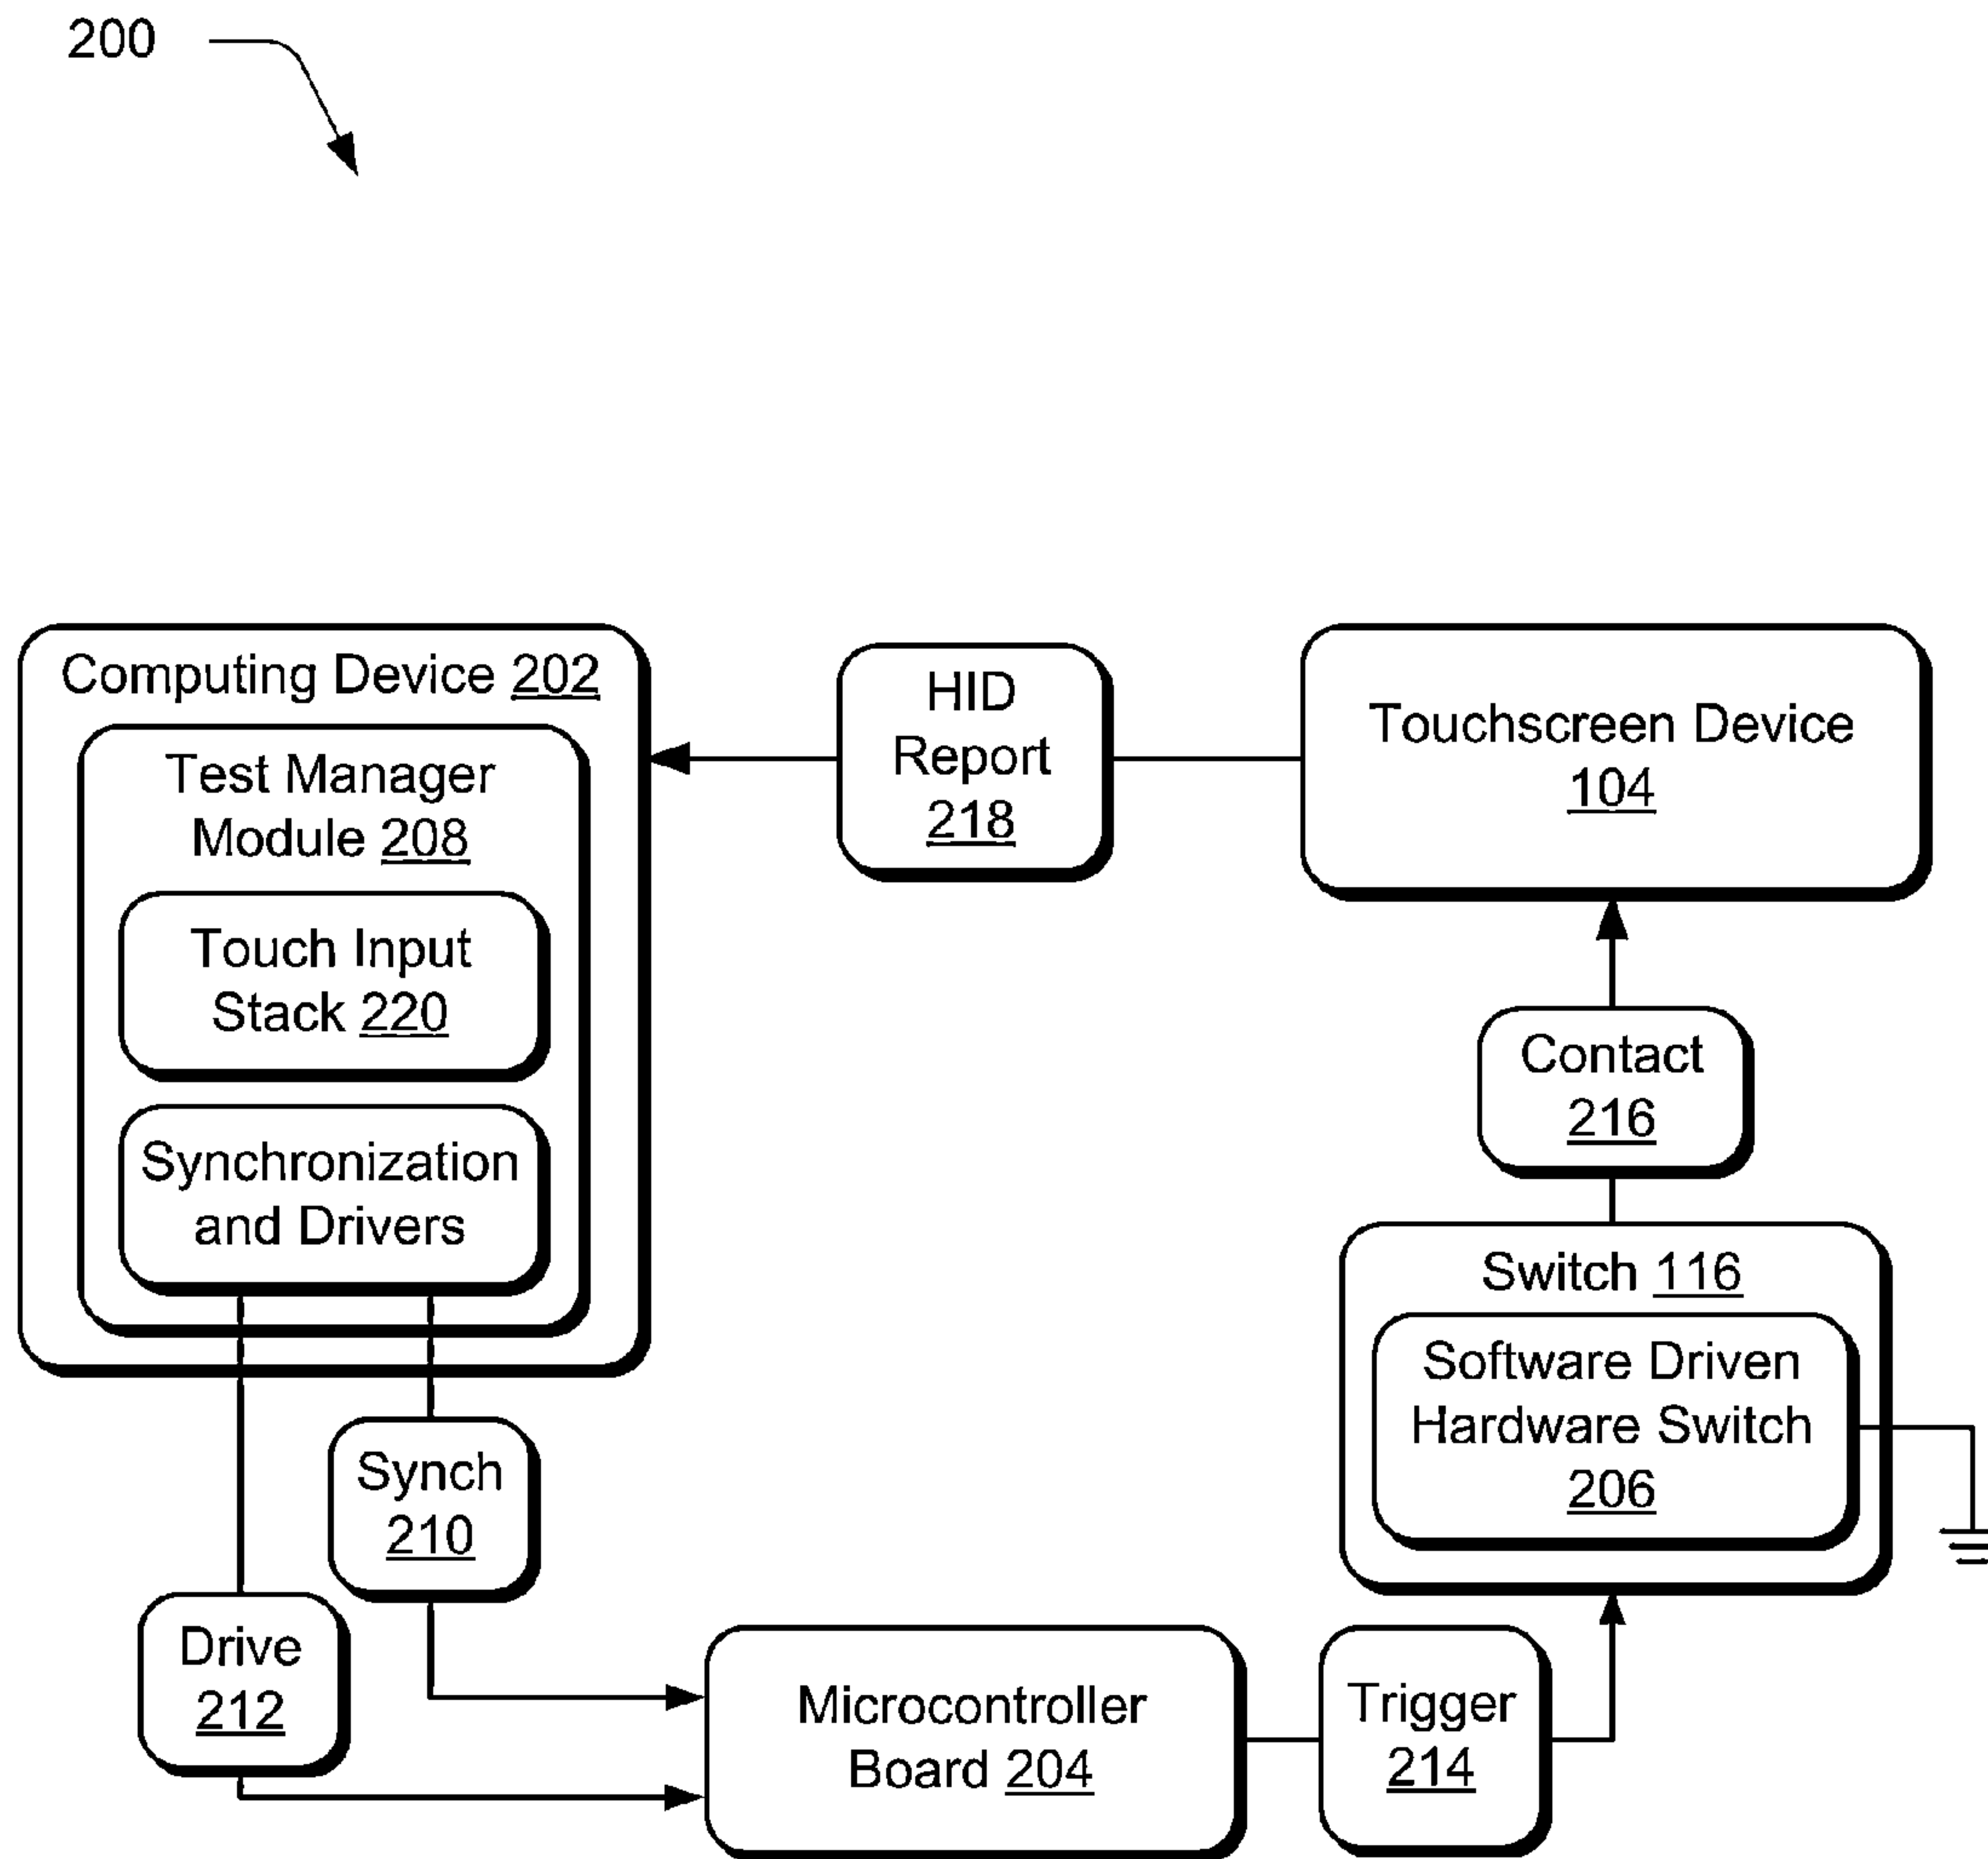 200
Computing Device 202
Test Manager
Module 208
Touch Input
Stack 220
Synchronization
and Drivers
HID
Report
218
Touchscreen Device
104
Contact
216
Switch 116
Software Driven
Hardware Switch
206
Synch
210
Drive
212
Microcontroller
Board 204
Trigger
214